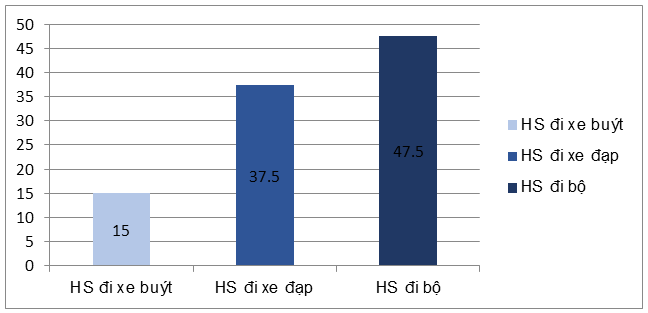 50
45
40
35
30
25
20
15
10
5
0
15
37.5
47.5
HS đi xe buýt
HS đi xe đạp
HS đi bộ
HS đi xe buýt
HS đi xe đạp
HS đi bộ